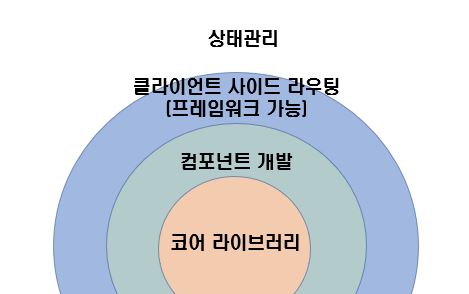 상태관리
클라이언트 사이드 라우팅
(프레임워크 가능)
컴포넌트 개발
코어 라이브러리